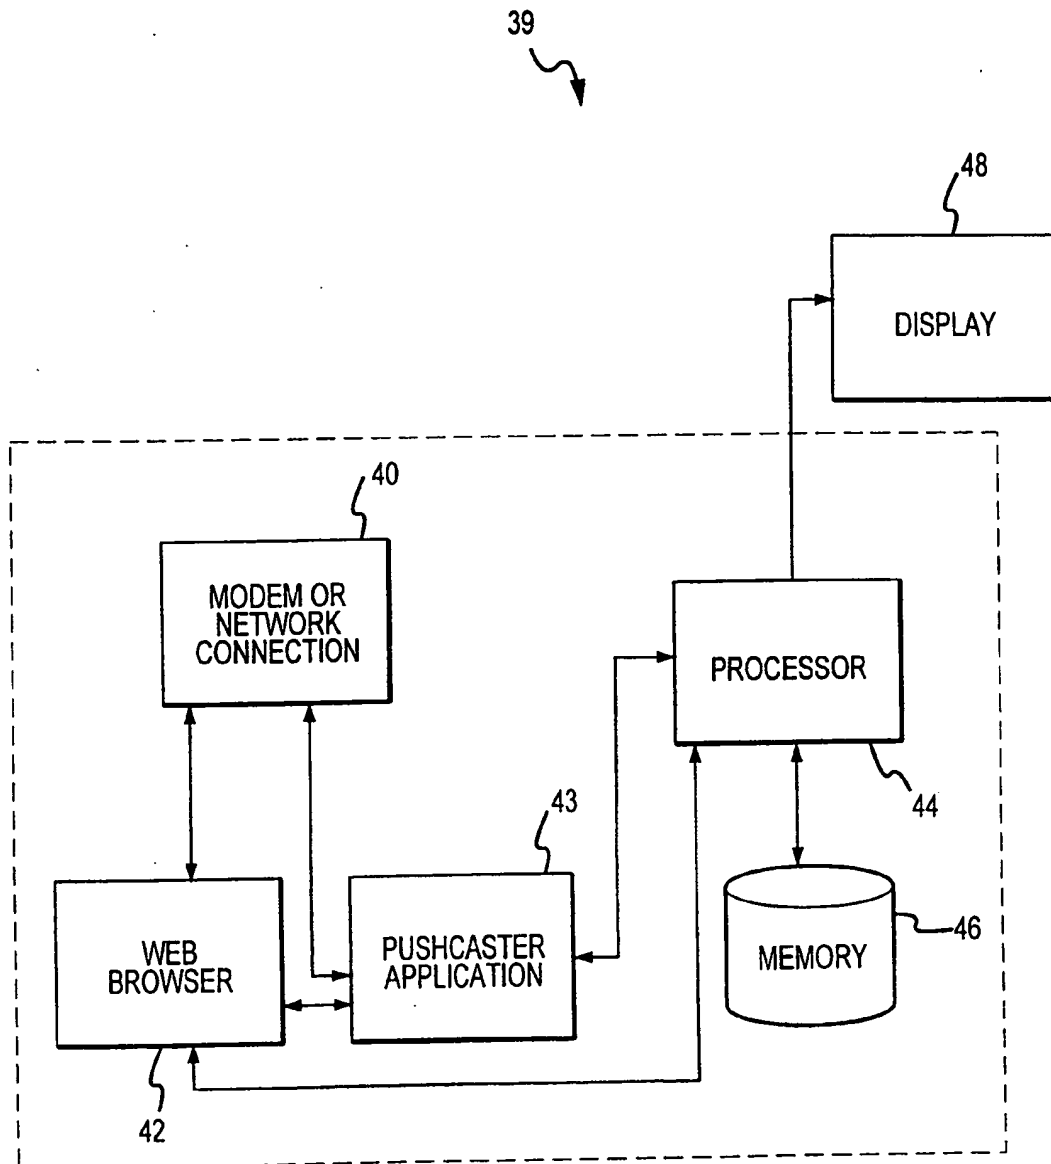 39
48
DISPLAY
40
MODEM OR
NETWORK
CONNECTION
PROCESSOR
44
43
WEB
BROWSER
PUSHCASTER
APPLICATION
MEMORY
46
42